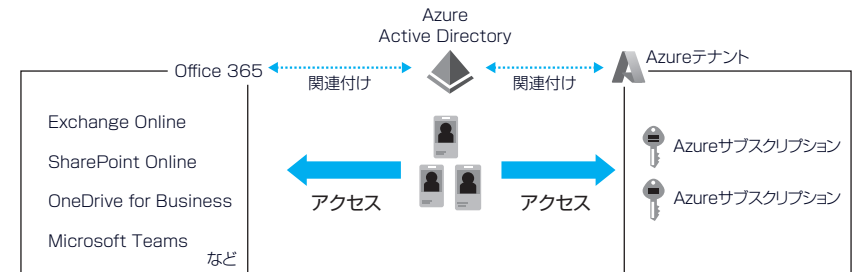 Azure
Active Directory
Office 365
関連付け
関連付け
Azureテナント
Exchange Online
SharePoint Online
OneDrive for Business
Microsoft Teams
など
アクセス
アクセス
Azureサブスクリプション
Azureサブスクリプション